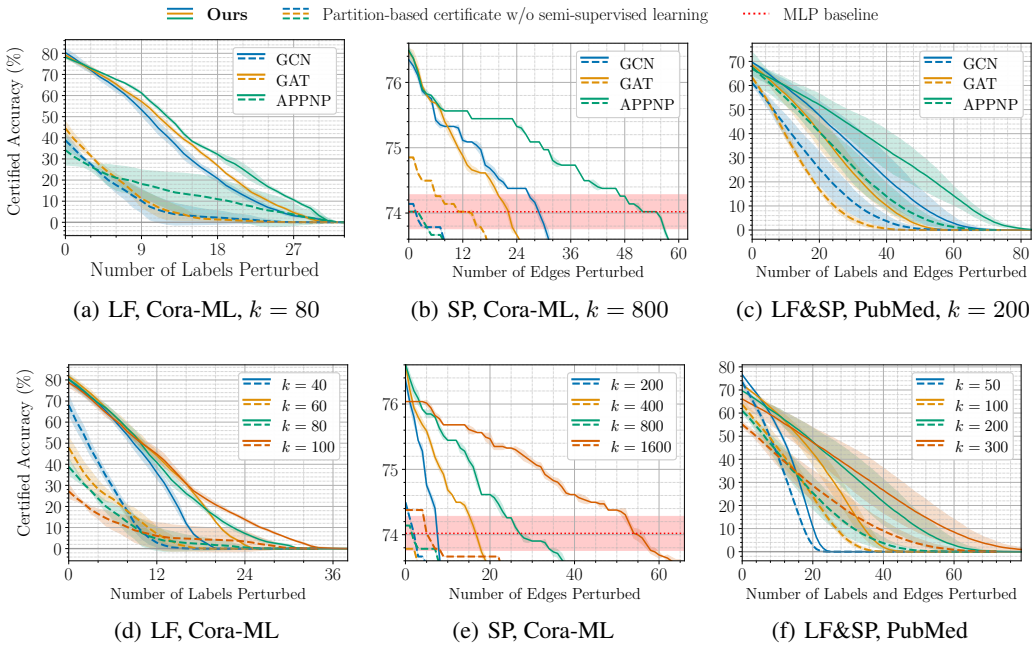 Ours Partition-based certificate w/o semi-supervised learning MLP baseline
Certified Accuracy (%)
80
70
60
50
40
30
20
10
0
0 9 18 27
Number of Labels Perturbed
GCN
GAT
APPNP
(a) LF, Cora-ML, k = 80
76
75
74
0 12 24 36 48 60
Number of Edges Perturbed
GCN
GAT
APPNP
(b) SP, Cora-ML, k = 800
80
70
60
50
40
30
20
10
0
0 20 40 60 80
Number of Labels and Edges Perturbed
GCN
GAT
APPNP
(c) LF&SP, PubMed, k = 200
Certified Accuracy (%)
80
70
60
50
40
30
20
10
0
0 12 24 36
Number of Labels Perturbed
k = 40
k = 60
k = 80
k = 100
(d) LF, Cora-ML
76
75
74
0 20 40 60
Number of Edges Perturbed
k = 200
k = 400
k = 800
k = 1600
(e) SP, Cora-ML
80
70
60
50
40
30
20
10
0
0 20 40 60
Number of Labels and Edges Perturbed
k = 50
k = 100
k = 200
k = 300
(f) LF&SP, PubMed